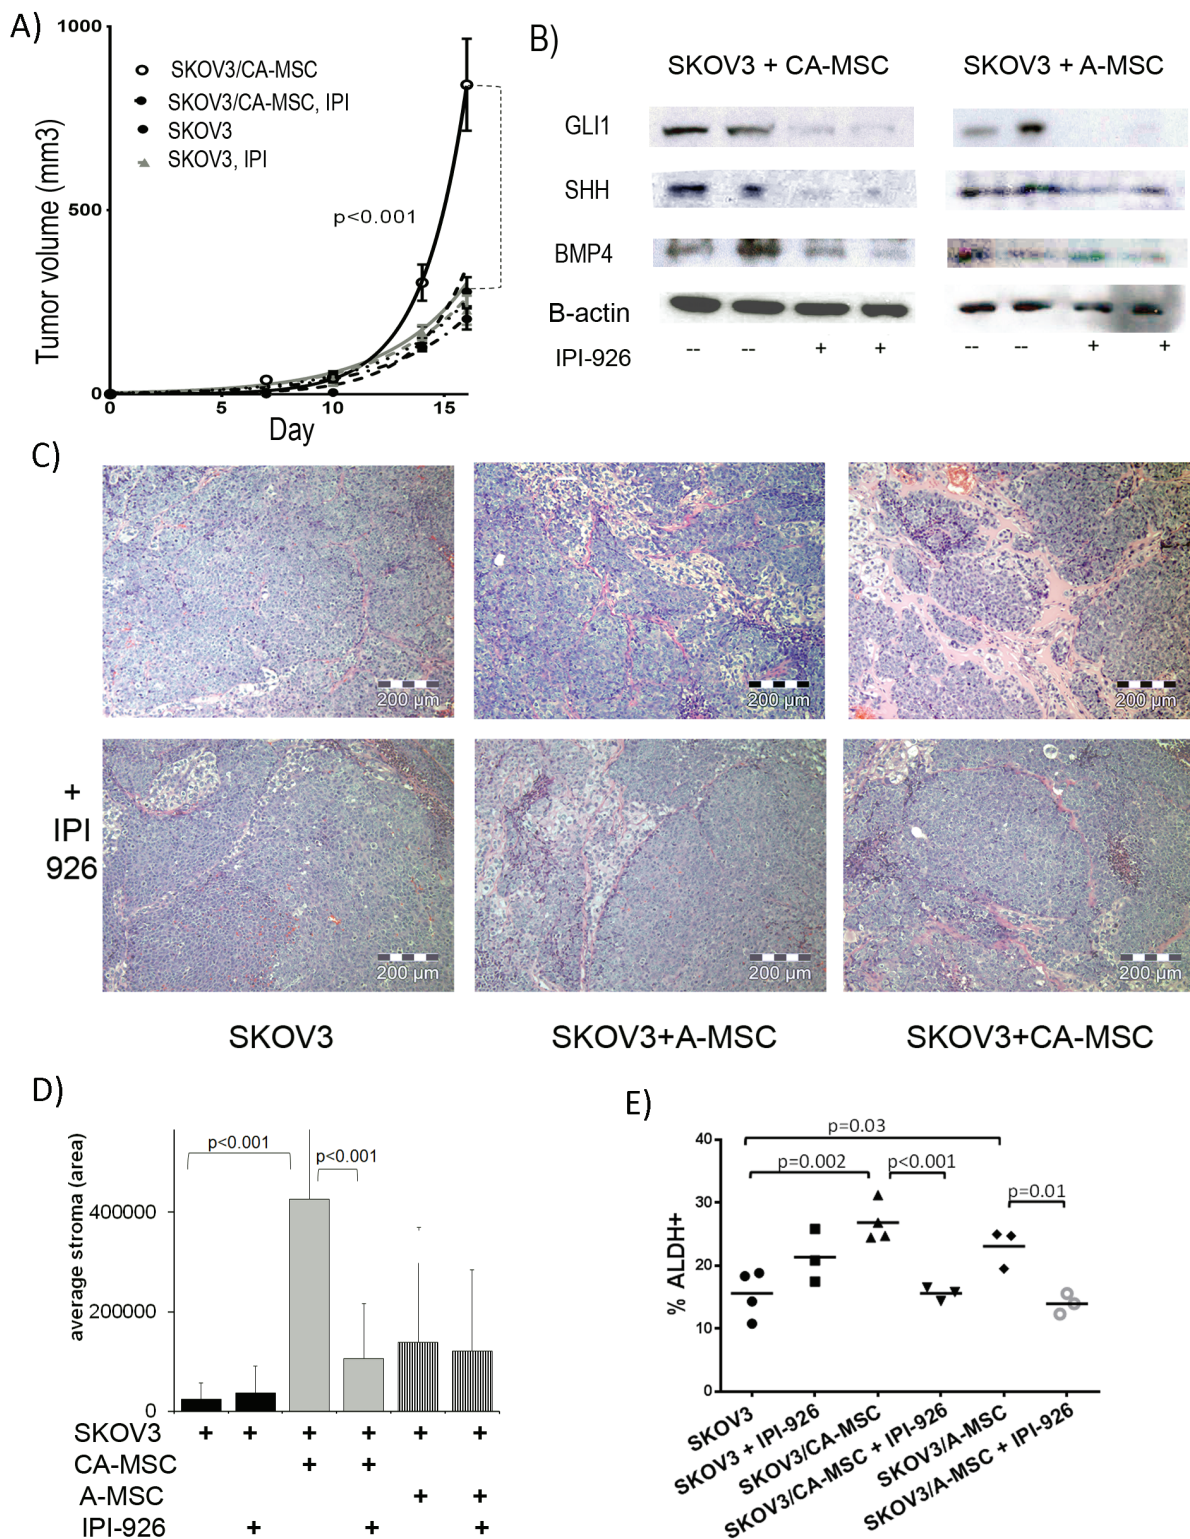 A)
1000
500
0
0
5
10
15
Tumor volume (mm3)
Day
SKOV3/CA-MSC
SKOV3/CA-MSC, IPI
SKOV3
SKOV3, IPI
p<0.001
B)
SKOV3 + CA-MSC
SKOV3 + A-MSC
GLI1
SHH
BMP4
B-actin
IPI-926
-- -- + + -- -- + +
C)
200 µm
200 µm
200 µm
+
IPI
926
200 µm
200 µm
200 µm
SKOV3
SKOV3+A-MSC
SKOV3+CA-MSC
D)
average stroma (area)
400000
200000
0
p<0.001
p<0.001
SKOV3 + + + + + +
CA-MSC + +
A-MSC + +
IPI-926 + + +
E)
% ALDH+
40
30
20
10
0
p=0.03
p=0.002
p<0.001
p=0.01
SKOV3
SKOV3 + IPI-926
SKOV3/CA-MSC
SKOV3/CA-MSC + IPI-926
SKOV3/A-MSC
SKOV3/A-MSC + IPI-926